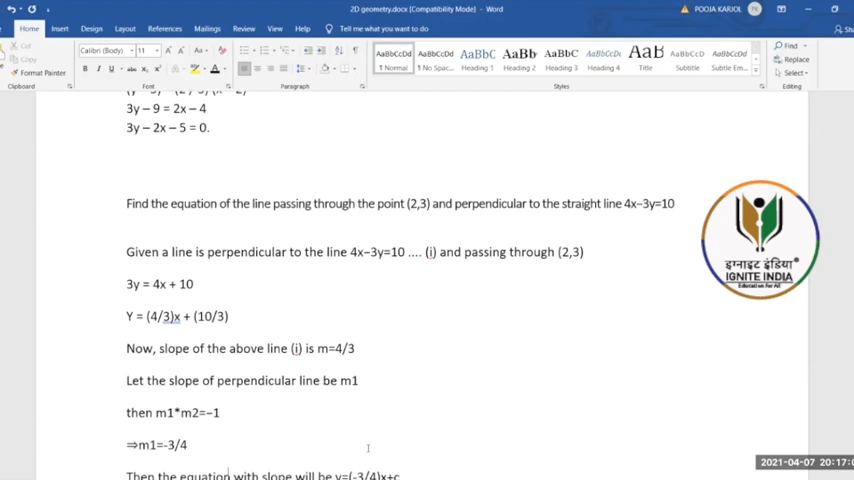 2D geometry.docx [Compatibility Mode] - Word
POOJA KARJOL PK
File Home Insert Draw Design Layout References Mailings Review View Help Tell me what you want to do
Cut
Copy
Format Painter
Clipboard
Calibri (Body) 11
Font
Paragraph
AaBbCcDc AaBbCcDc AaBbC AaBb AaBbC AaBbCcDc AaB AaBbCcD AaBbCcDc
¶ Normal ¶ No Spac... Heading 1 Heading 2 Heading 3 Heading 4 Title Subtitle Subtle Em...
Styles
Find
Replace
Select
Editing
3y – 9 = 2x – 4
3y – 2x – 5 = 0.
Find the equation of the line passing through the point (2,3) and perpendicular to the straight line 4x−3y=10
Given a line is perpendicular to the line 4x−3y=10 .... (i) and passing through (2,3)
3y = 4x + 10
Y = (4/3)x + (10/3)
Now, slope of the above line (i) is m=4/3
Let the slope of perpendicular line be m1
then m1*m2=−1
⇒m1=-3/4
Then the equation with slope will be y=(-3/4)x+c
इग्नाइट इंडिया
IGNITE INDIA
Education For All
2021-04-07 20:17:0